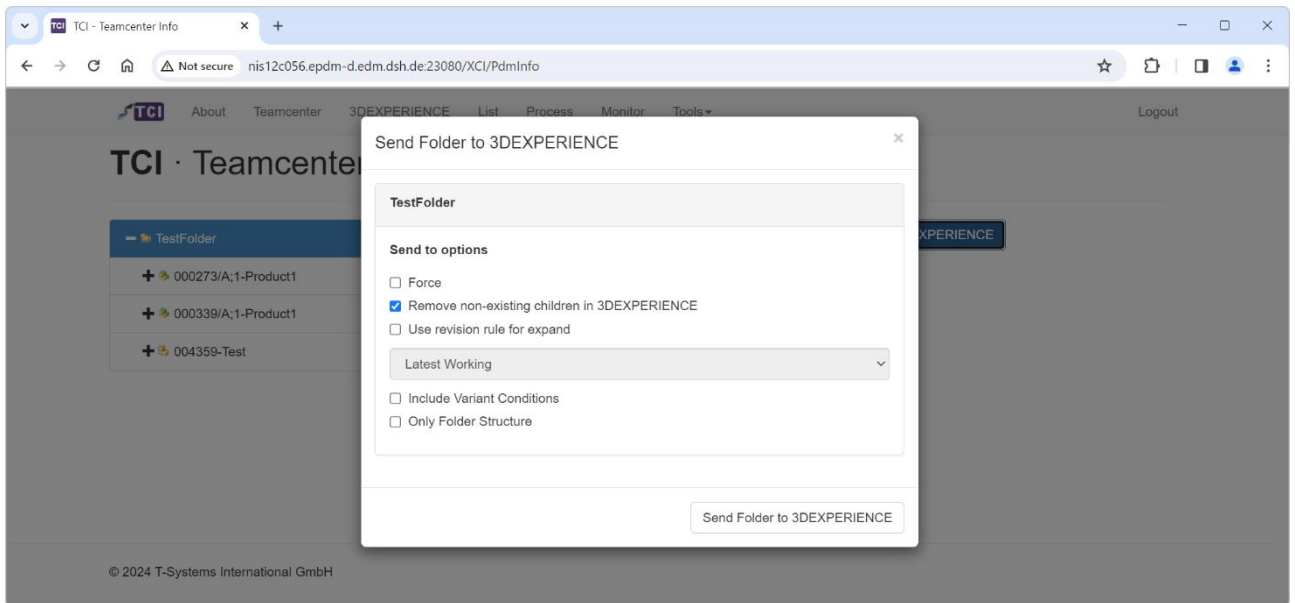 TCI TCI - Teamcenter Info
Not secure nis12c056.epdm-d.edm.dsh.de:23080/XCI/PdmInfo
TCI About Teamcenter 3DEXPERIENCE List Process Monitor Tools Logout
Send Folder to 3DEXPERIENCE
TCI · Teamcenter
TestFolder
TestFolder
XPERIENCE
Send to options
000273/A;1-Product1
Force
Remove non-existing children in 3DEXPERIENCE
000339/A;1-Product1
Use revision rule for expand
004359-Test
Latest Working
Include Variant Conditions
Only Folder Structure
Send Folder to 3DEXPERIENCE
© 2024 T-Systems International GmbH